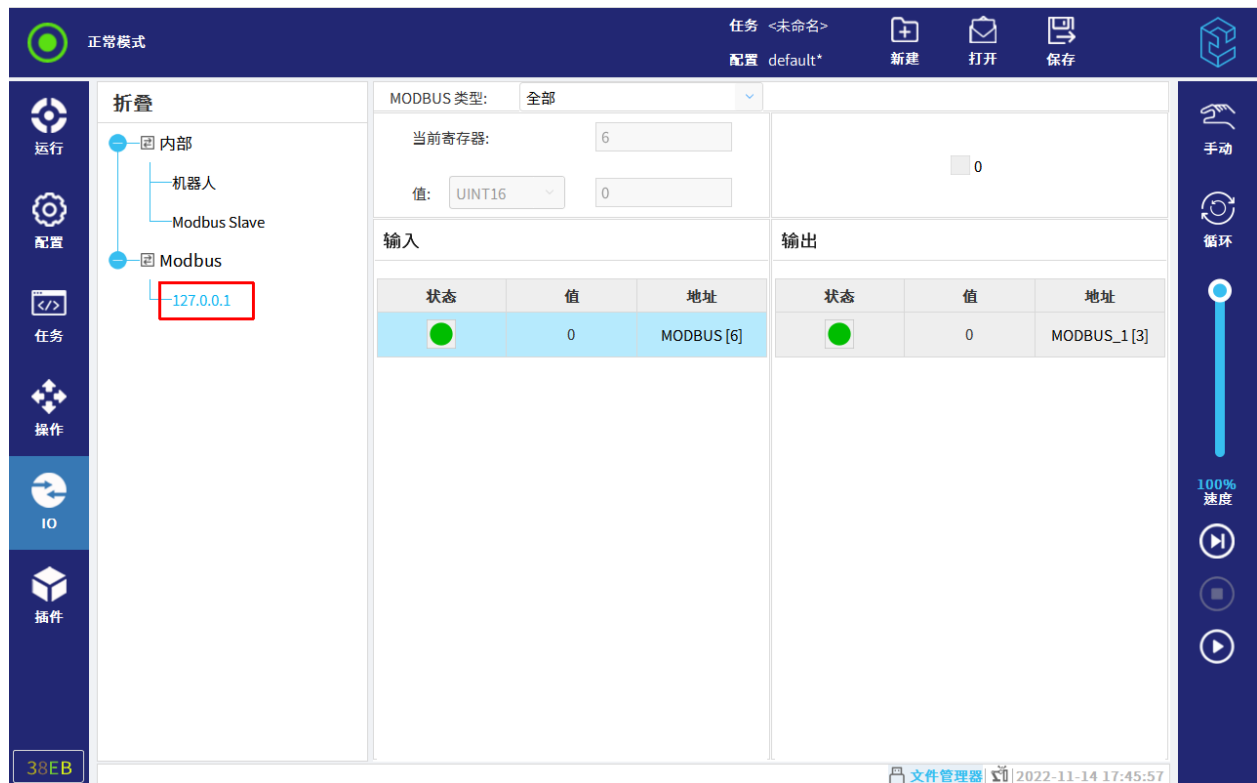 正常模式
任务 <未命名>
配置 default*
新建
打开
保存
运行
配置
任务
操作
IO
插件
38EB
折叠
内部
机器人
Modbus Slave
Modbus
127.0.0.1
MODBUS 类型: 全部
当前寄存器: 6
值: UINT16 0
0
输入
状态 值 地址
0 MODBUS [6]
输出
状态 值 地址
0 MODBUS_1 [3]
手动
循环
100%
速度
文件管理器 2022-11-14 17:45:57